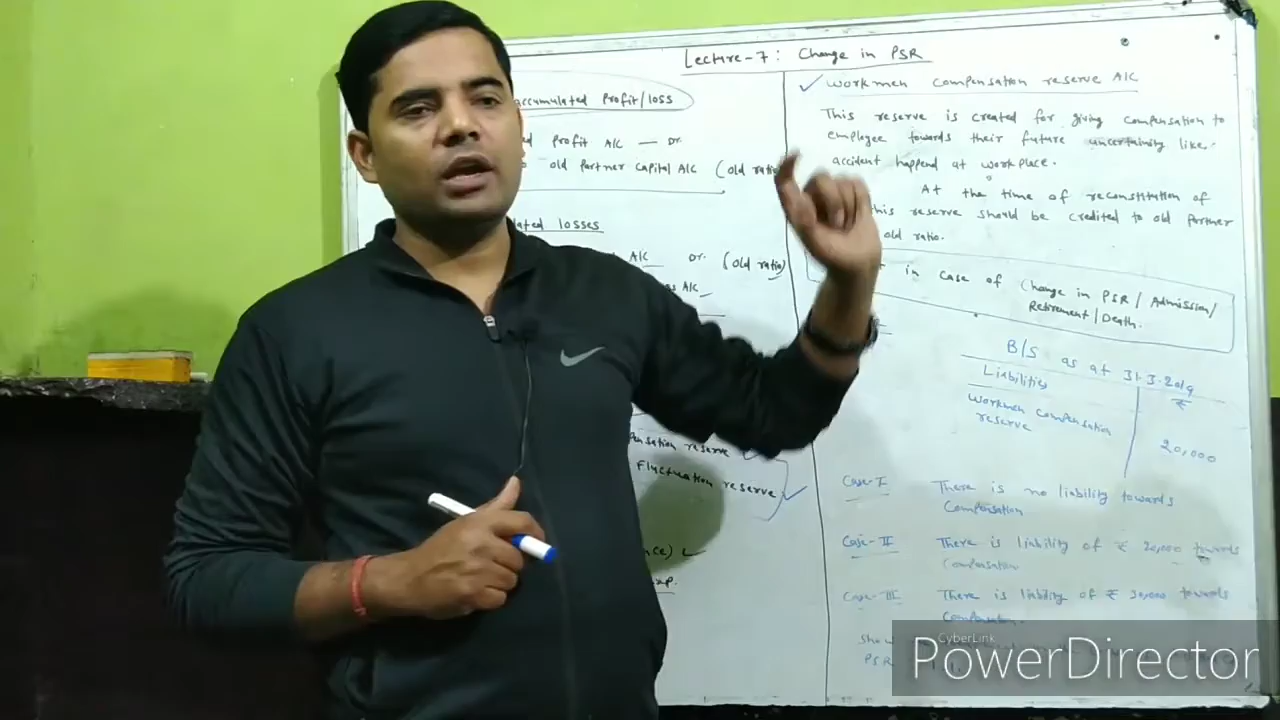 Lecture-7: Change in PSR
accumulated Profit/loss
Profit A/C — Dr.
old Partner Capital A/C (old ratio
losses
A/C Dr. (old ratio)
A/C
reserve
Fluctuation reserve
Workmen Compensation reserve A/C
This reserve is created for giving compensation to
employee towards their future uncertainity like.
accident happend at workplace.
At the time of reconstitution of
this reserve should be credited to old Partner
old ratio.
in case of Change in PSR/Admission/
Retirement/Death.
B/S as at 31.3.2019
Liabilities ₹
Workmen Compensation
reserve 20,000
Case-I There is no liability towards
Compensation
Case-II There is liability of ₹ 20,000 towards
Compensation
Case-III There is liability of ₹ 30,000 towards
Compensation.
PSR
CyberLink
PowerDirector